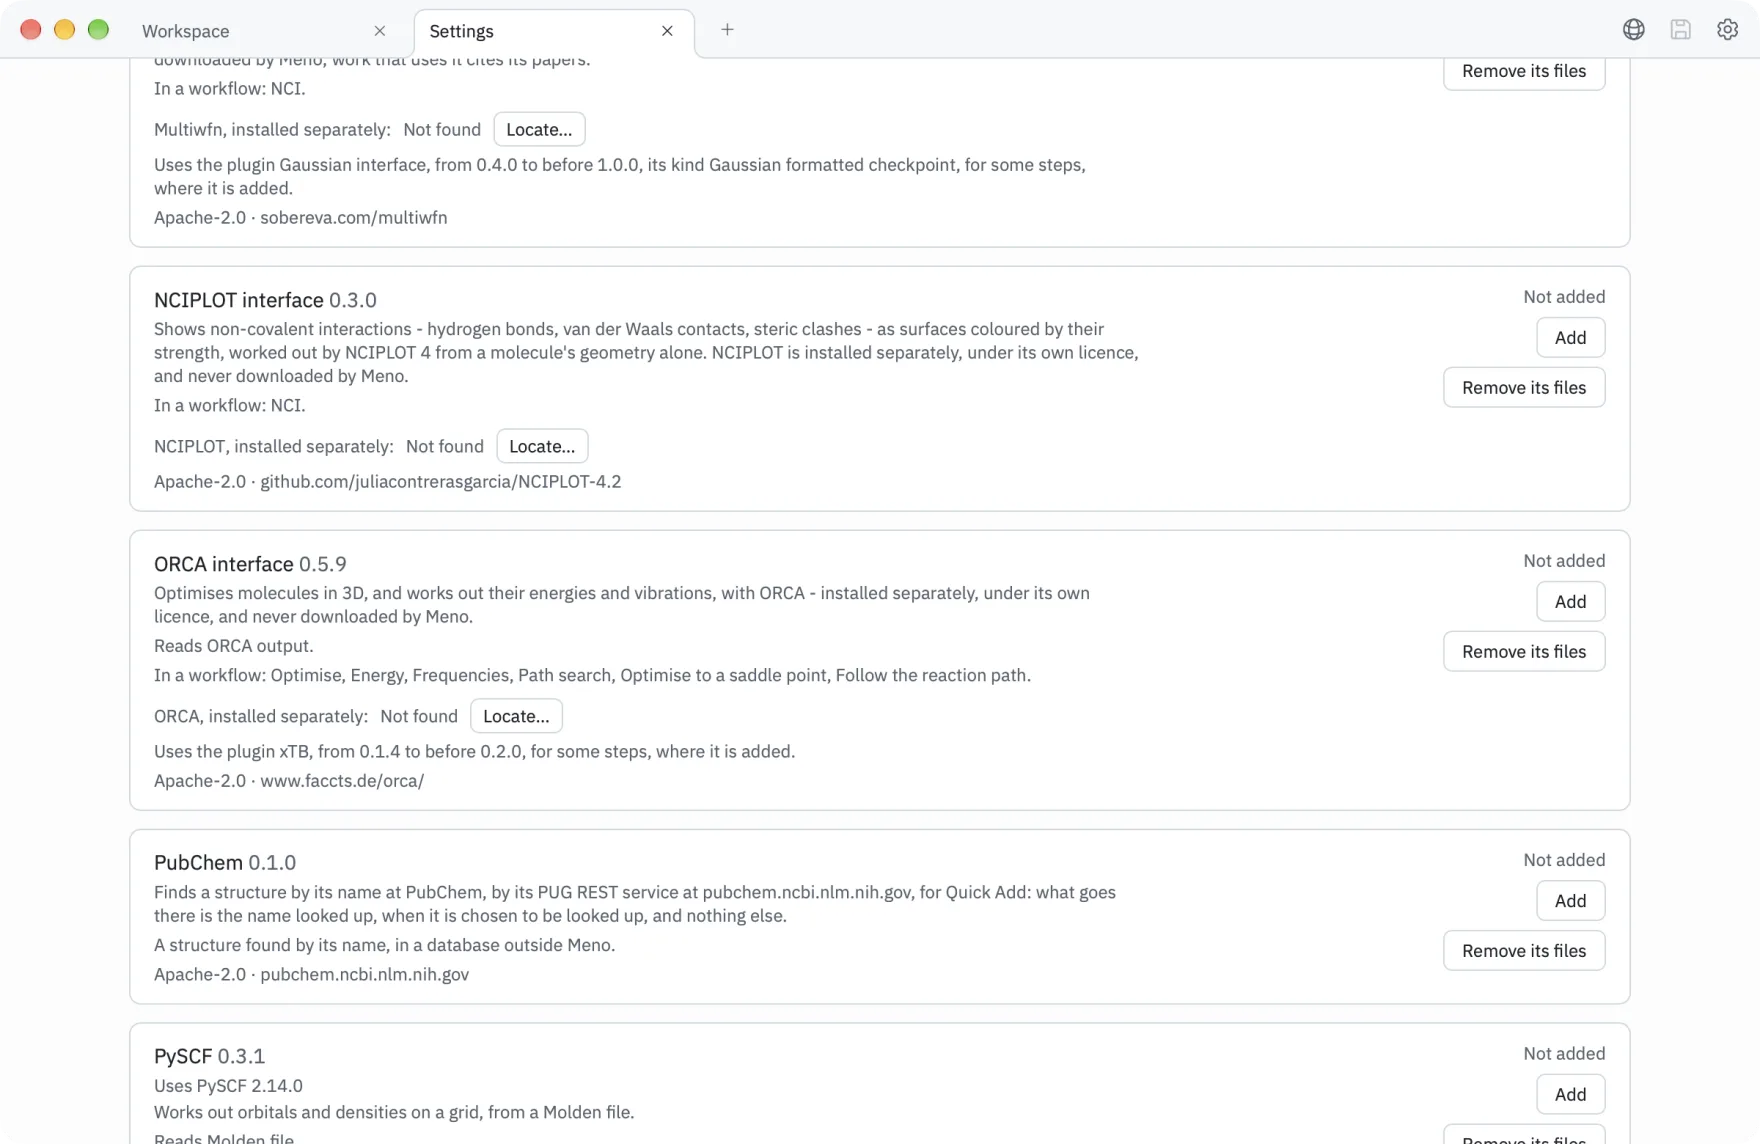 Workspace
Settings
downloaded by Meno, work that uses it cites its papers.
Remove its files
In a workflow: NCI.
Multiwfn, installed separately: Not found Locate...
Uses the plugin Gaussian interface, from 0.4.0 to before 1.0.0, its kind Gaussian formatted checkpoint, for some steps,
where it is added.
Apache-2.0 · sobereva.com/multiwfn
NCIPLOT interface 0.3.0
Not added
Shows non-covalent interactions - hydrogen bonds, van der Waals contacts, steric clashes - as surfaces coloured by their
strength, worked out by NCIPLOT 4 from a molecule's geometry alone. NCIPLOT is installed separately, under its own licence,
and never downloaded by Meno.
Add
Remove its files
In a workflow: NCI.
NCIPLOT, installed separately: Not found Locate...
Apache-2.0 · github.com/juliacontrerasgarcia/NCIPLOT-4.2
ORCA interface 0.5.9
Not added
Optimises molecules in 3D, and works out their energies and vibrations, with ORCA - installed separately, under its own
licence, and never downloaded by Meno.
Add
Reads ORCA output.
Remove its files
In a workflow: Optimise, Energy, Frequencies, Path search, Optimise to a saddle point, Follow the reaction path.
ORCA, installed separately: Not found Locate...
Uses the plugin xTB, from 0.1.4 to before 0.2.0, for some steps, where it is added.
Apache-2.0 · www.faccts.de/orca/
PubChem 0.1.0
Not added
Finds a structure by its name at PubChem, by its PUG REST service at pubchem.ncbi.nlm.nih.gov, for Quick Add: what goes
there is the name looked up, when it is chosen to be looked up, and nothing else.
Add
A structure found by its name, in a database outside Meno.
Remove its files
Apache-2.0 · pubchem.ncbi.nlm.nih.gov
PySCF 0.3.1
Not added
Uses PySCF 2.14.0
Add
Works out orbitals and densities on a grid, from a Molden file.
Reads Molden file.
Remove its files